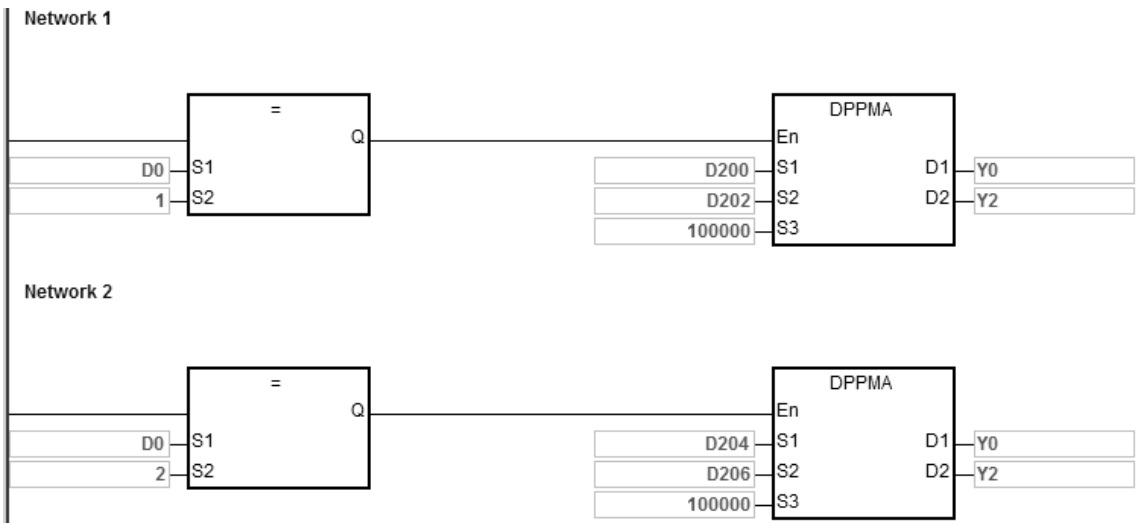 Network 1
= DPPMA
Q En
D0 S1 D200 S1 D1 Y0
1 S2 D202 S2 D2 Y2
100000 S3
Network 2
= DPPMA
Q En
D0 S1 D204 S1 D1 Y0
2 S2 D206 S2 D2 Y2
100000 S3